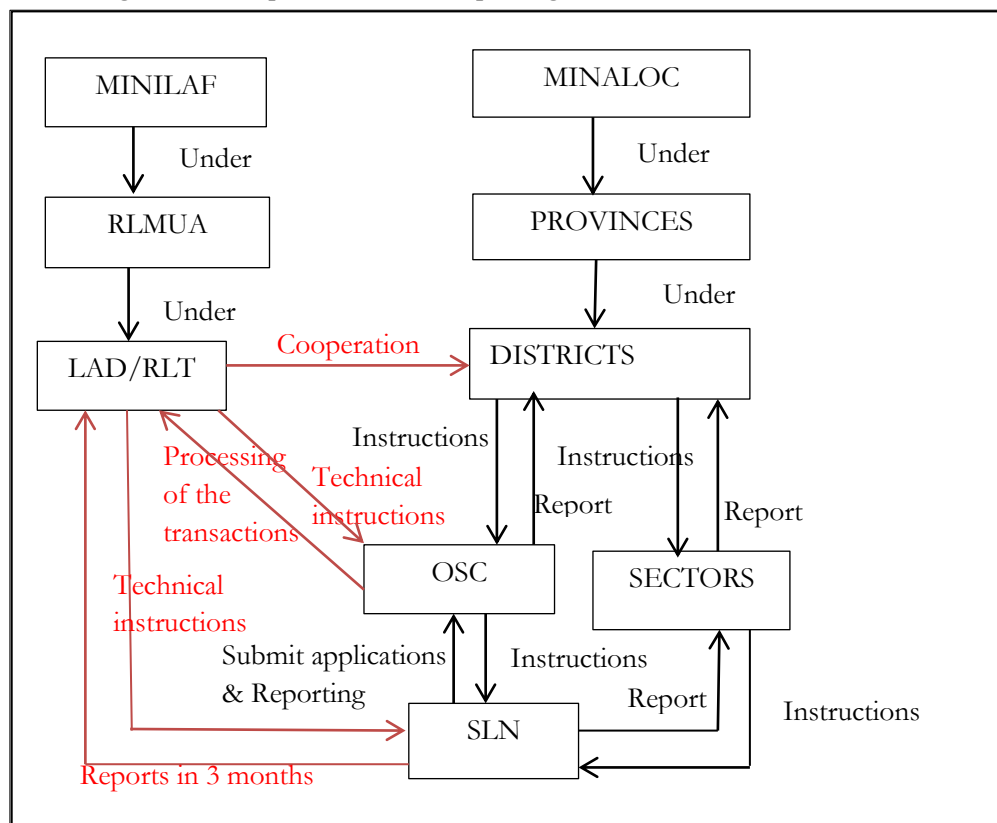 MINILAF
MINALOC
Under
Under
RLMUA
PROVINCES
Under
Under
Cooperation
LAD/RLT
DISTRICTS
Instructions
Instructions
Processing
of the
transactions
Technical
instructions
Report
Report
OSC
SECTORS
Technical
instructions
Submit applications
& Reporting
Instructions
Report
Instructions
SLN
Reports in 3 months